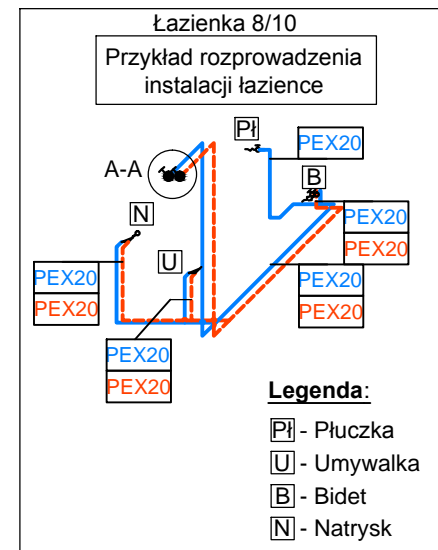 Łazienka 8/10
Przykład rozprowadzenia
instalacji łazience
Pł
PEX20
A-A
B
N
PEX20
PEX20
U
PEX20
PEX20
PEX20
PEX20
PEX20
PEX20
Legenda:
Pł - Płuczka
U - Umywalka
B - Bidet
N - Natrysk